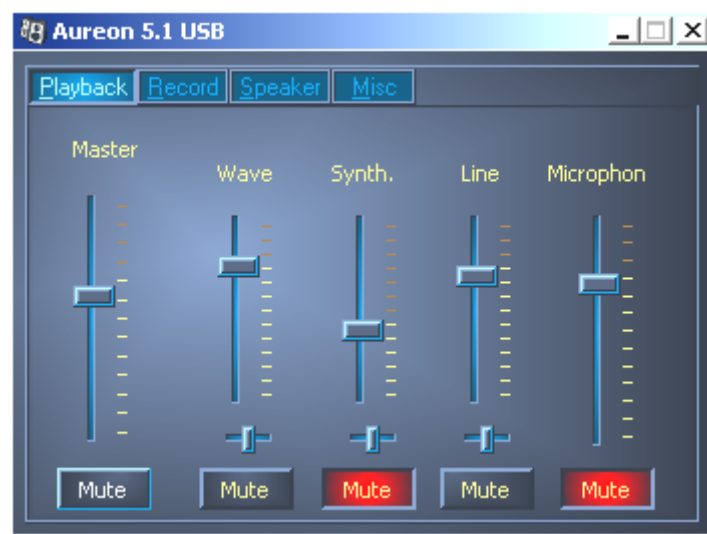 Aureon 5.1 USB
Playback Record Speaker Misc
Master
Wave Synth. Line Microphon
Mute Mute Mute Mute Mute